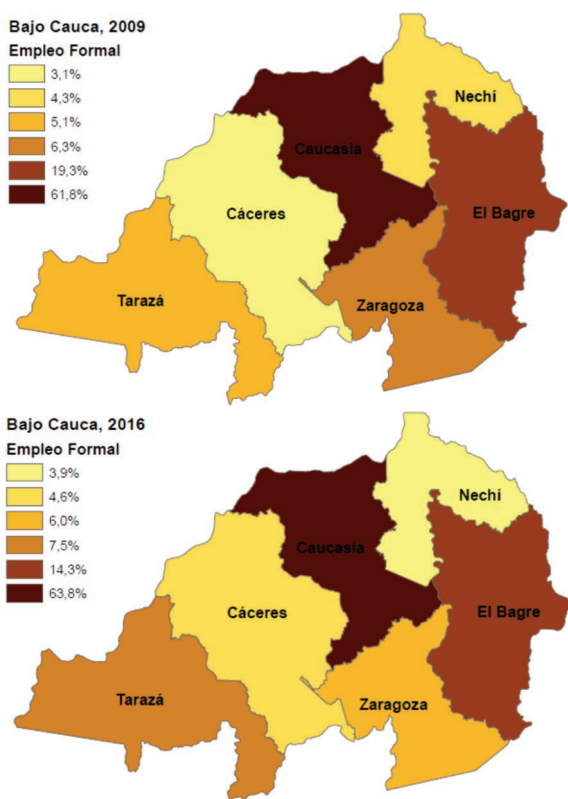 Bajo Cauca, 2009
Empleo Formal
3,1%
4,3%
5,1%
6,3%
19,3%
61,8%
Nechí
Caucasia
Cáceres
El Bagre
Tarazá
Zaragoza
Bajo Cauca, 2016
Empleo Formal
3,9%
4,6%
6,0%
7,5%
14,3%
63,8%
Nechí
Caucasia
Cáceres
El Bagre
Tarazá
Zaragoza